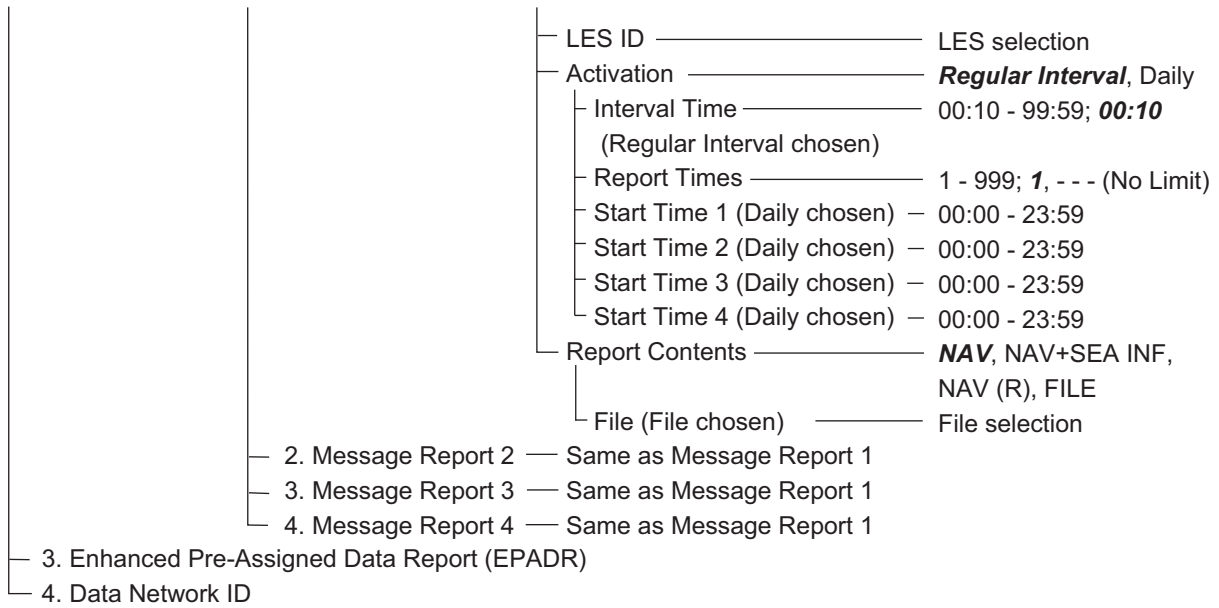 LES ID LES selection
Activation Regular Interval, Daily
Interval Time 00:10 - 99:59; 00:10
(Regular Interval chosen)
Report Times 1 - 999; 1, - - - (No Limit)
Start Time 1 (Daily chosen) 00:00 - 23:59
Start Time 2 (Daily chosen) 00:00 - 23:59
Start Time 3 (Daily chosen) 00:00 - 23:59
Start Time 4 (Daily chosen) 00:00 - 23:59
Report Contents NAV, NAV+SEA INF,
NAV (R), FILE
File (File chosen) File selection
2. Message Report 2 Same as Message Report 1
3. Message Report 3 Same as Message Report 1
4. Message Report 4 Same as Message Report 1
3. Enhanced Pre-Assigned Data Report (EPADR)
4. Data Network ID